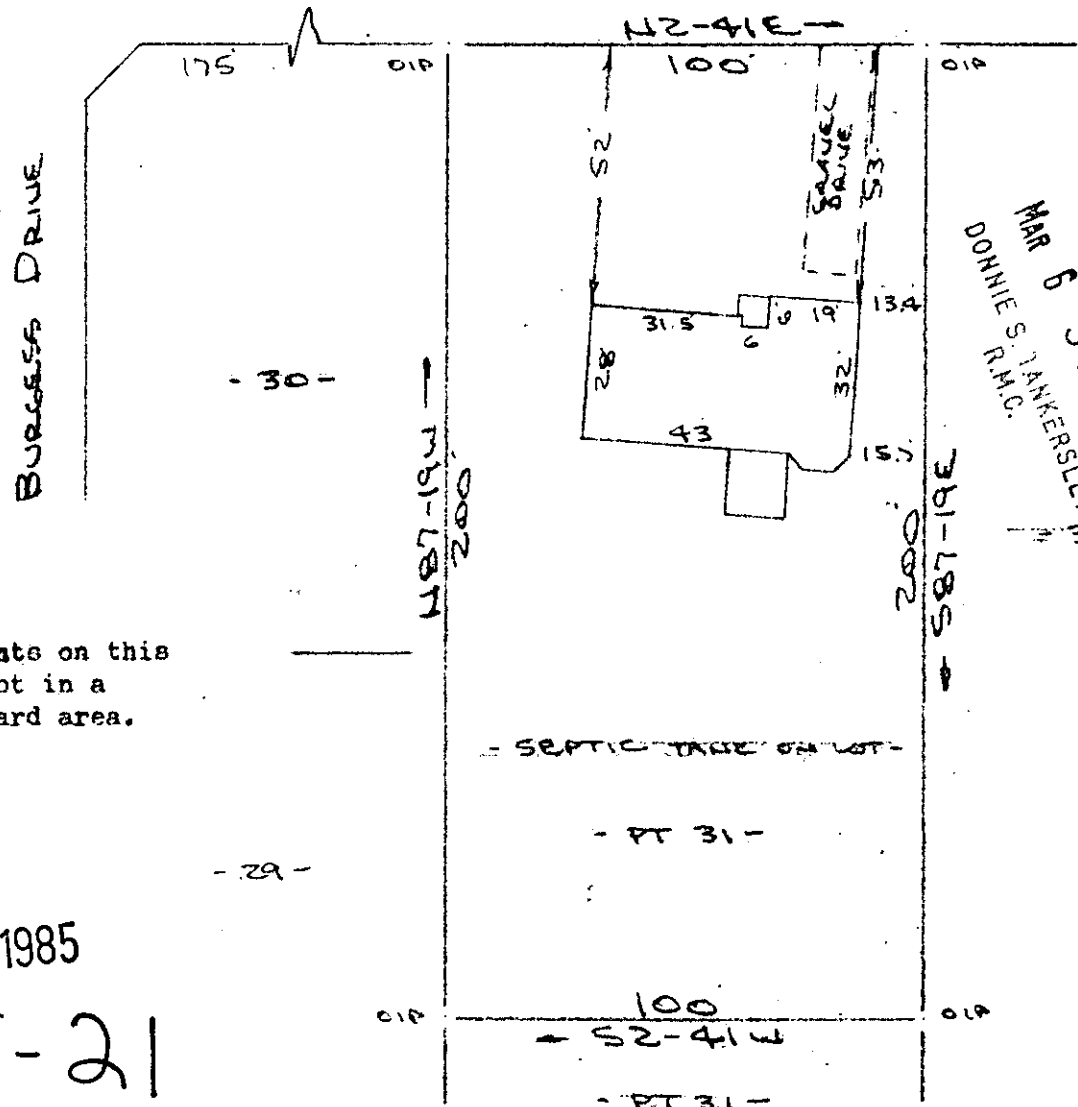 N2-41E
175'
OIP
100'
OIP
52'
GRAVEL
DRIVE
53'
BURGESS DRIVE
MAR 6
DONNIE S. TANKERSLEY
R.M.C.
31.5
6
6
19
13.4
- 30 -
28
32
43
15.
N87-19W
200'
200
S87-19E
ts on this
ot in a
ard area.
- SEPTIC TANK ON LOT -
- PT 31 -
- 29 -
1985
- 21
OIP
100
OIP
S2-41W
- PT 31 -